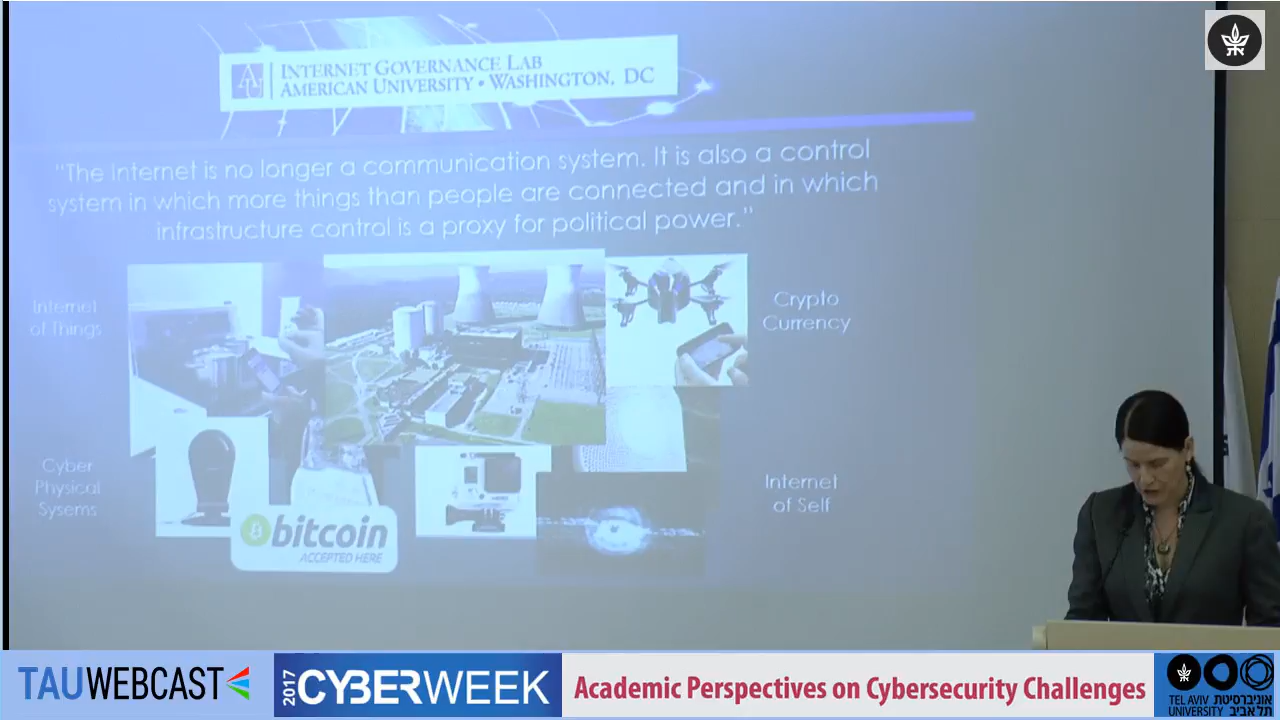 INTERNET GOVERNANCE LAB
AMERICAN UNIVERSITY • WASHINGTON, DC
"The Internet is no longer a communication system. It is also a control
system in which more things than people are connected and in which
infrastructure control is a proxy for political power."
Internet
of Things
Crypto
Currency
Cyber
Physical
Sysems
Internet
of Self
bitcoin
ACCEPTED HERE
TAUWEBCAST
2017
CYBERWEEK
Academic Perspectives on Cybersecurity Challenges
TEL AVIV אוניברסיטת
UNIVERSITY תל אביב